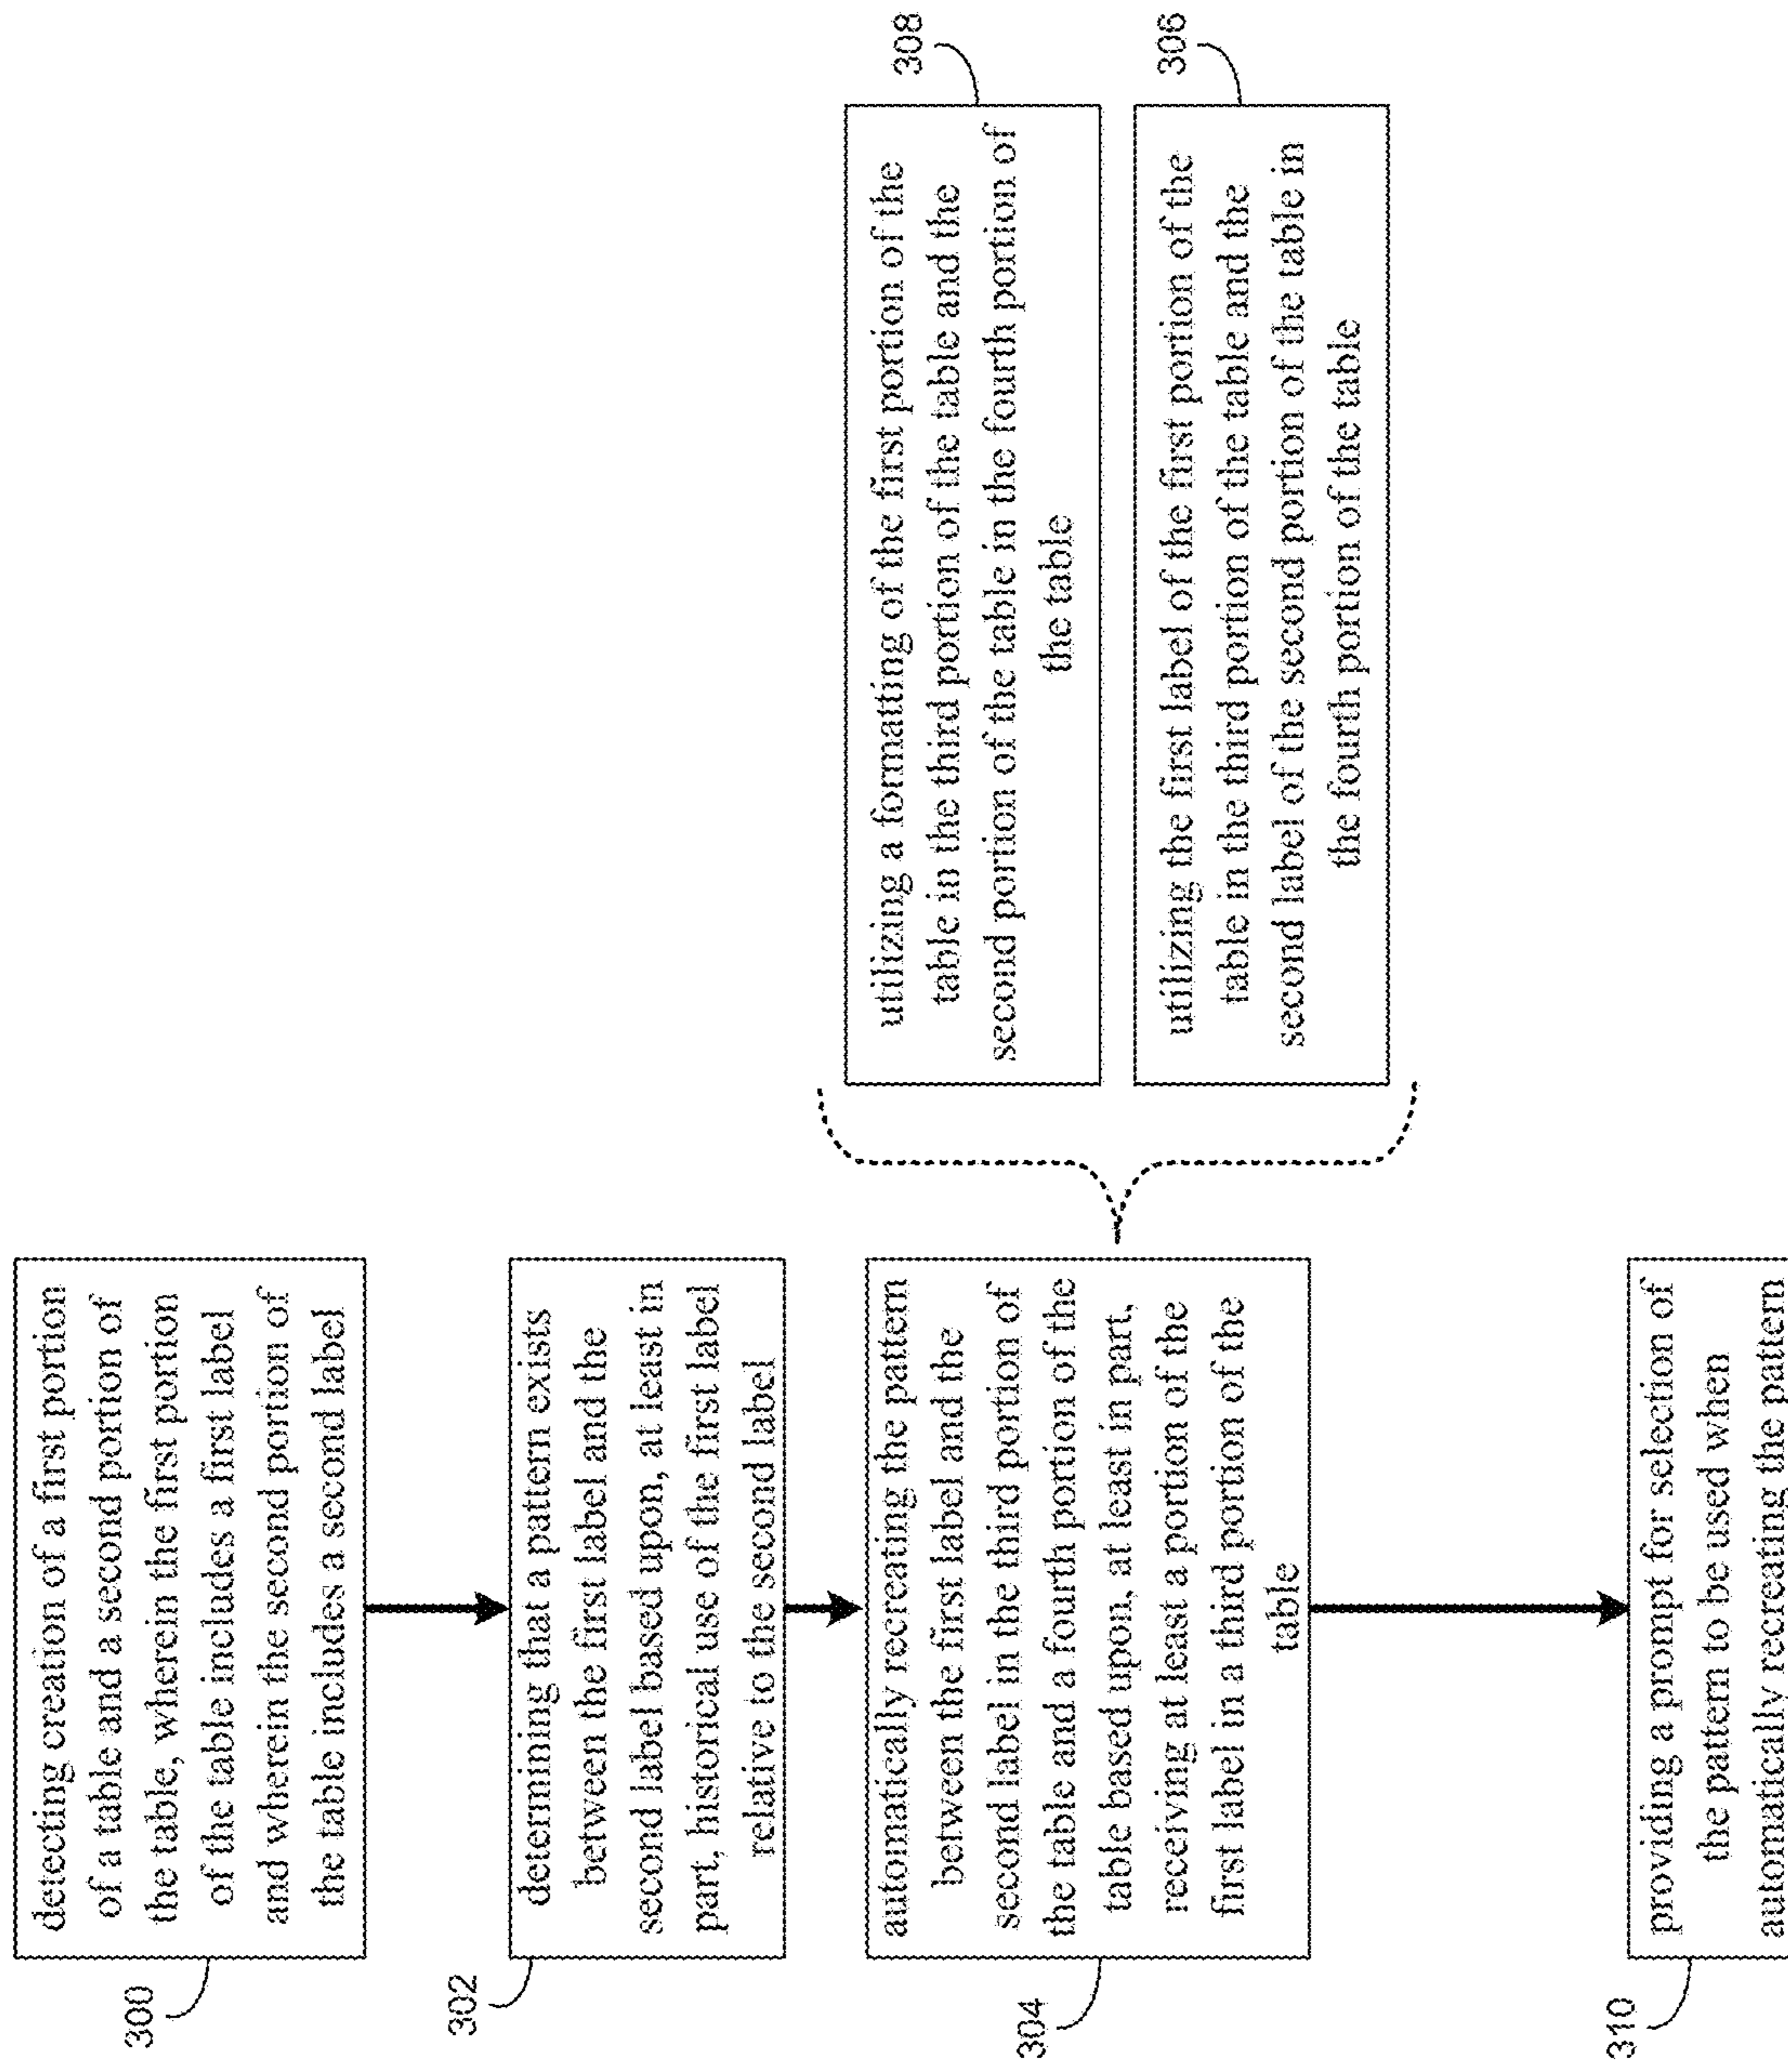 300
detecting creation of a first portion
of a table and a second portion of
the table, wherein the first portion
of the table includes a first label
and wherein the second portion of
the table includes a second label
302
determining that a pattern exists
between the first label and the
second label based upon, at least in
part, historical use of the first label
relative to the second label
304
automatically recreating the pattern
between the first label and the
second label in the third portion of
the table and a fourth portion of the
table based upon, at least in part,
receiving at least a portion of the
first label in a third portion of the
table
308
utilizing a formatting of the first portion of the
table in the third portion of the table and the
second portion of the table in the fourth portion of
the table
306
utilizing the first label of the first portion of the
table in the third portion of the table and the
second label of the second portion of the table in
the fourth portion of the table
310
providing a prompt for selection of
the pattern to be used when
automatically recreating the pattern